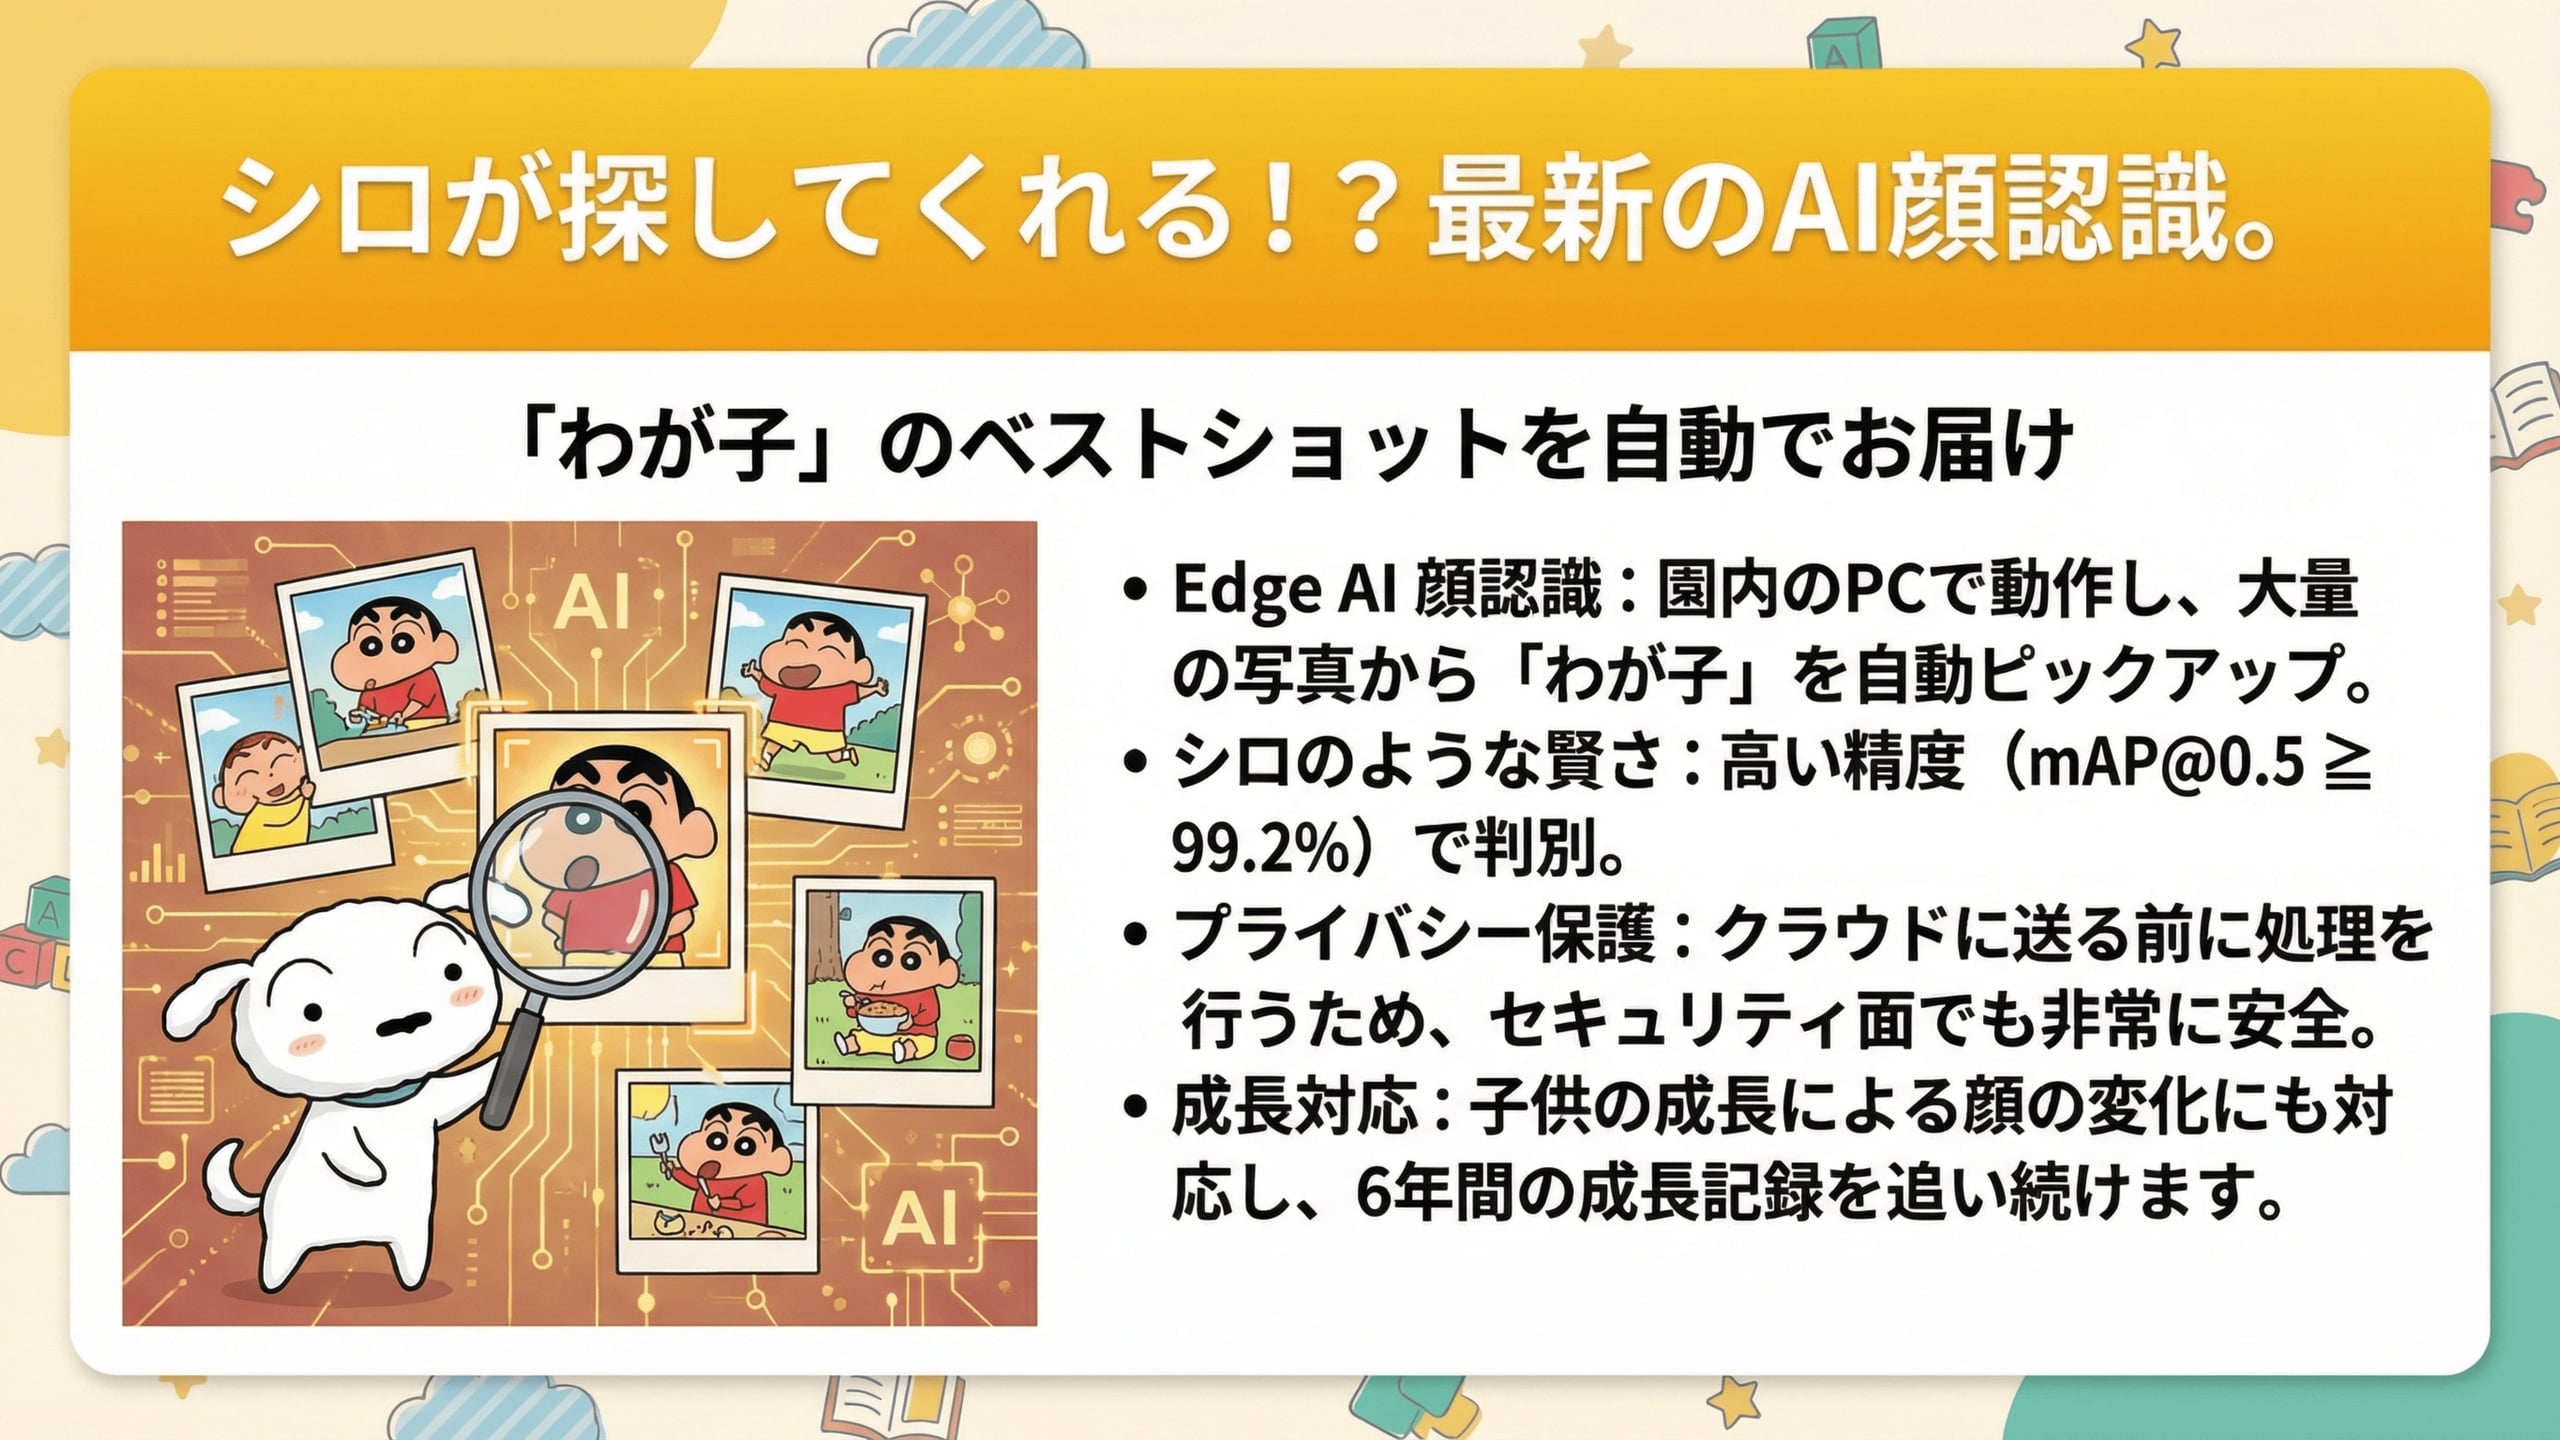 シロが探してくれる！？最新のAI顔認識。
「わが子」のベストショットを自動でお届け
AI
AI
• Edge AI 顔認識：園内のPCで動作し、大量
の写真から「わが子」を自動ピックアップ。
• シロのような賢さ：高い精度（mAP@0.5 ≧
99.2%）で判別。
• プライバシー保護：クラウドに送る前に処理を
行うため、セキュリティ面でも非常に安全。
• 成長対応：子供の成長による顔の変化にも対
応し、6年間の成長記録を追い続けます。
A
A
C